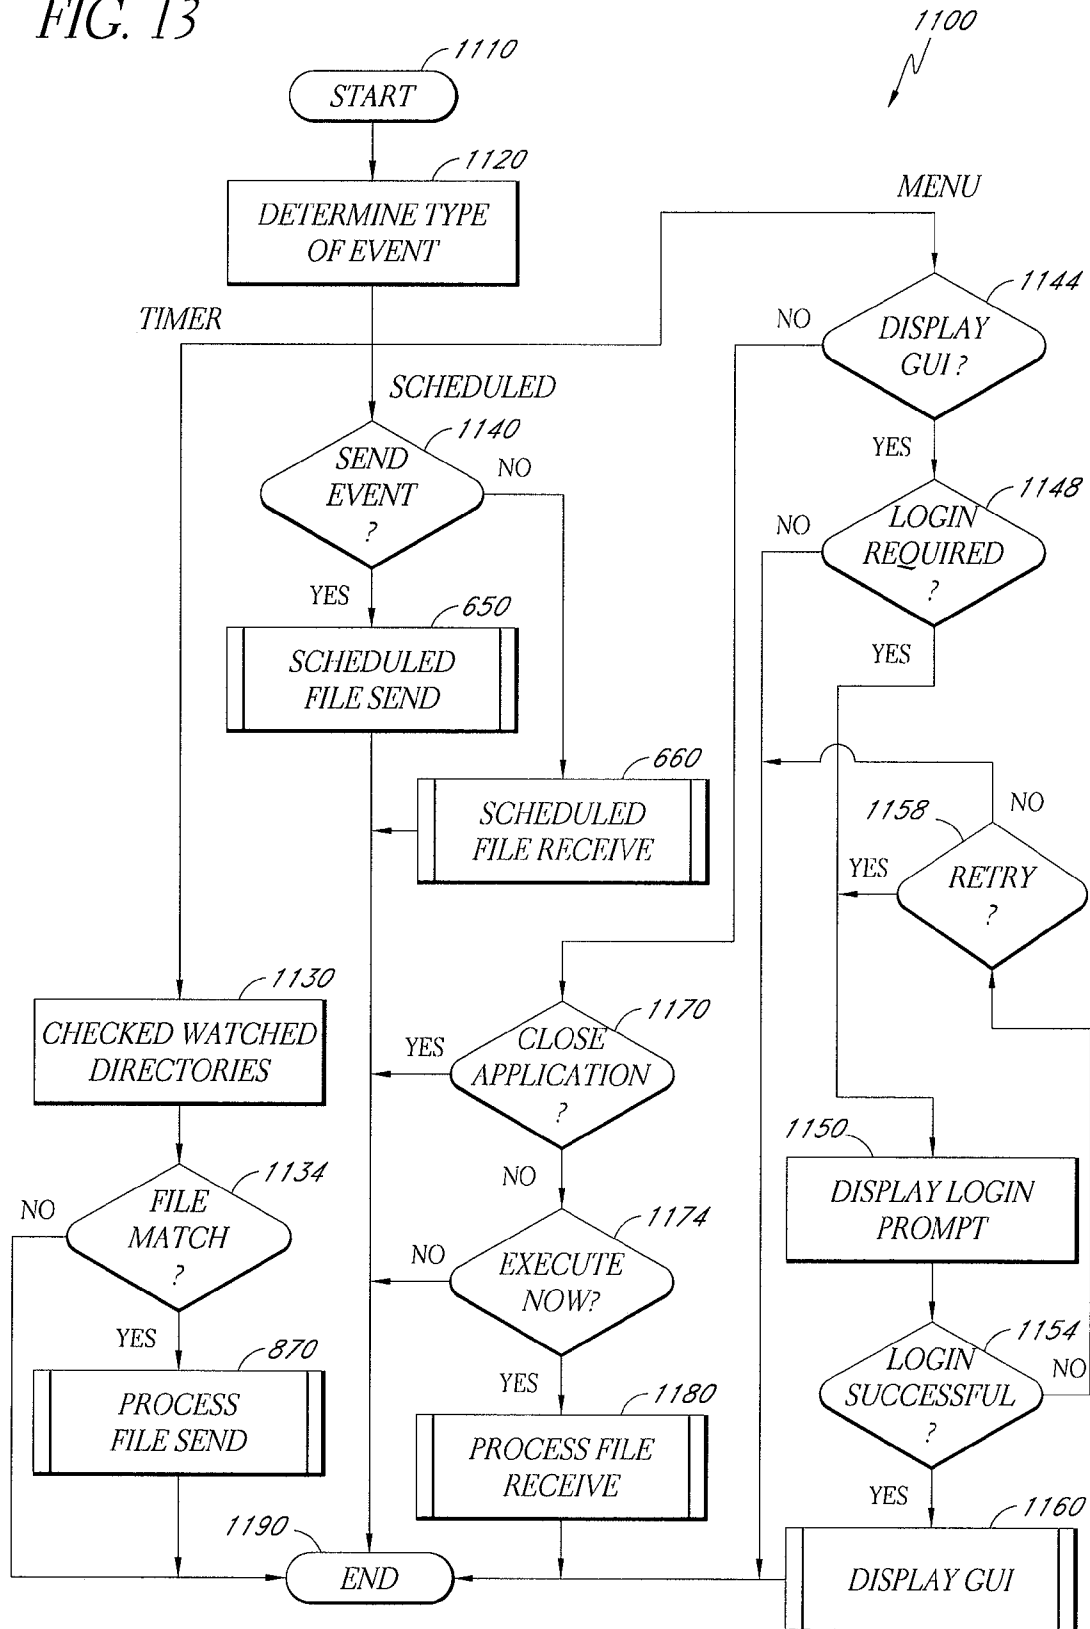 FIG. 13
1100
1110
START
1120
DETERMINE TYPE
OF EVENT
MENU
TIMER
SCHEDULED
1144
NO
DISPLAY
GUI ?
YES
1140
SEND
EVENT
?
NO
YES
1148
NO
LOGIN
REQUIRED
?
YES
650
SCHEDULED
FILE SEND
660
SCHEDULED
FILE RECEIVE
NO
1158
YES
RETRY
?
1130
CHECKED WATCHED
DIRECTORIES
1170
YES
CLOSE
APPLICATION
?
NO
1134
NO
FILE
MATCH
?
YES
1174
NO
EXECUTE
NOW?
YES
1150
DISPLAY LOGIN
PROMPT
1154
LOGIN
SUCCESSFUL
?
NO
YES
870
PROCESS
FILE SEND
1180
PROCESS FILE
RECEIVE
1190
END
1160
DISPLAY GUI